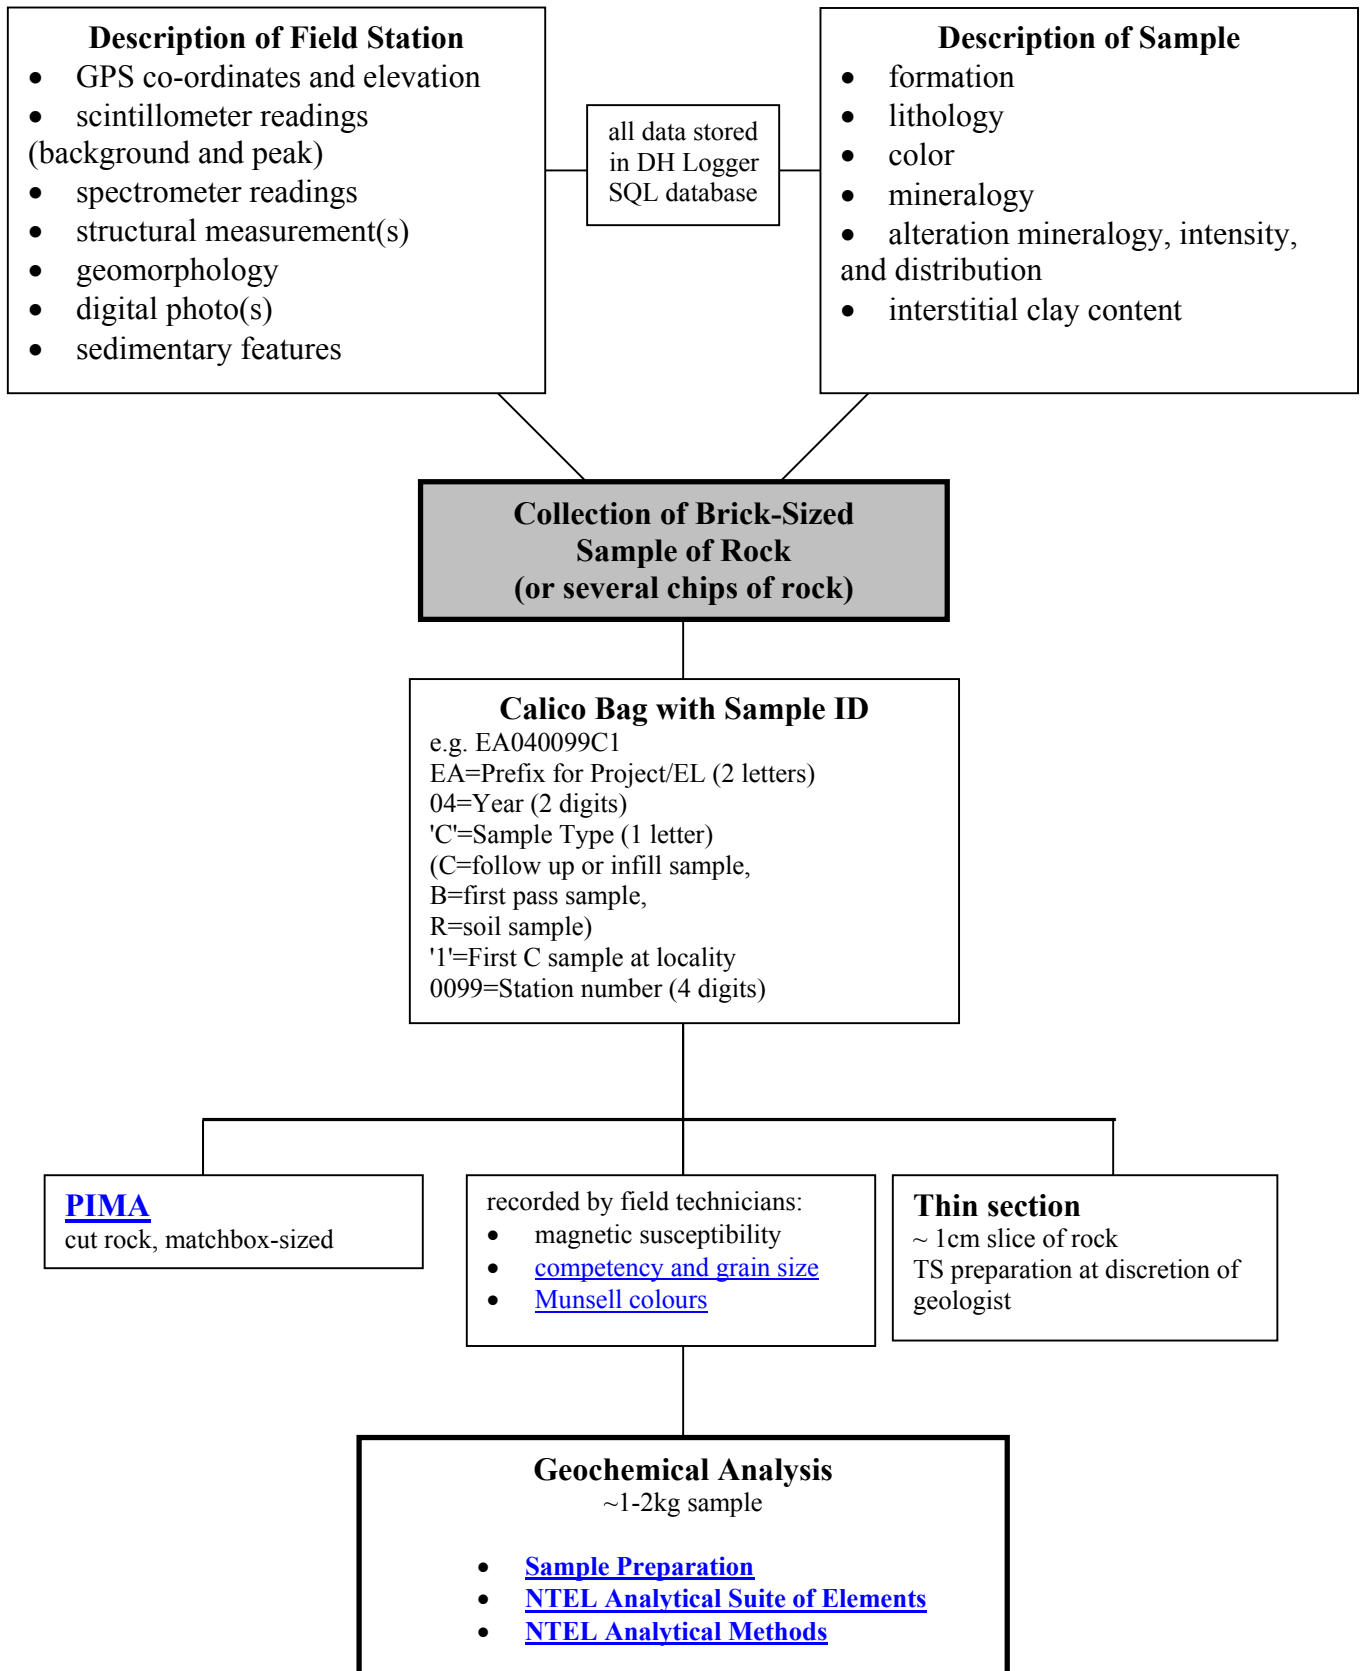 Description of Field Station
• GPS co-ordinates and elevation
• scintillometer readings
(background and peak)
• spectrometer readings
• structural measurement(s)
• geomorphology
• digital photo(s)
• sedimentary features
all data stored
in DH Logger
SQL database
Description of Sample
• formation
• lithology
• color
• mineralogy
• alteration mineralogy, intensity,
and distribution
• interstitial clay content
Collection of Brick-Sized
Sample of Rock
(or several chips of rock)
Calico Bag with Sample ID
e.g. EA040099C1
EA=Prefix for Project/EL (2 letters)
04=Year (2 digits)
'C'=Sample Type (1 letter)
(C=follow up or infill sample,
B=first pass sample,
R=soil sample)
'1'=First C sample at locality
0099=Station number (4 digits)
PIMA
cut rock, matchbox-sized
recorded by field technicians:
• magnetic susceptibility
• competency and grain size
• Munsell colours
Thin section
~ 1cm slice of rock
TS preparation at discretion of
geologist
Geochemical Analysis
~1-2kg sample
• Sample Preparation
• NTEL Analytical Suite of Elements
• NTEL Analytical Methods